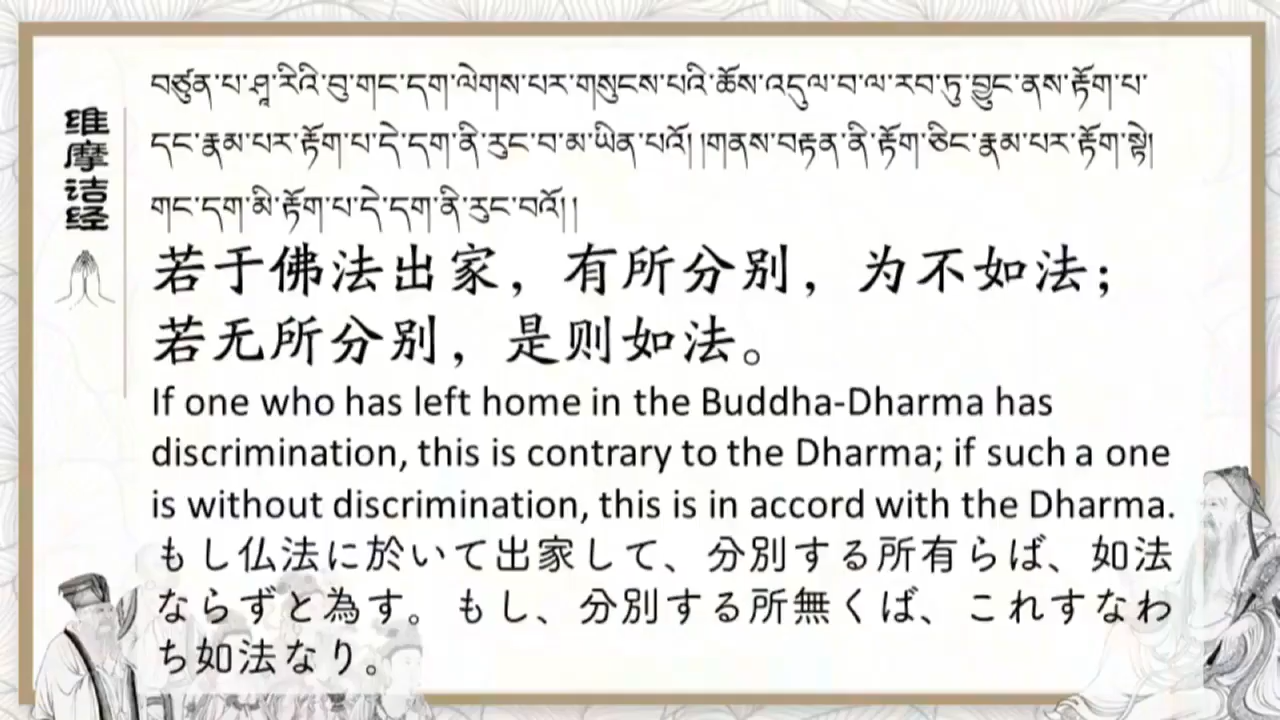 维摩诘经
བཙུན་པ་ཤཱ་རིའི་བུ་གང་དག་ལེགས་པར་གསུངས་པའི་ཆོས་འདུལ་བ་ལ་རབ་ཏུ་བྱུང་ནས་རྟོག་པ་
དང་རྣམ་པར་རྟོག་པ་དེ་དག་ནི་རུང་བ་མ་ཡིན་པའོ། །གནས་བརྟན་ནི་རྟོག་ཅིང་རྣམ་པར་རྟོག་སྟེ།
གང་དག་མི་རྟོག་པ་དེ་དག་ནི་རུང་བའོ། །
若于佛法出家，有所分别，为不如法；
若无所分别，是则如法。
If one who has left home in the Buddha-Dharma has
discrimination, this is contrary to the Dharma; if such a one
is without discrimination, this is in accord with the Dharma.
もし仏法に於いて出家して、分別する所有らば、如法
ならずと為す。もし、分別する所無くば、これすなわ
ち如法なり。